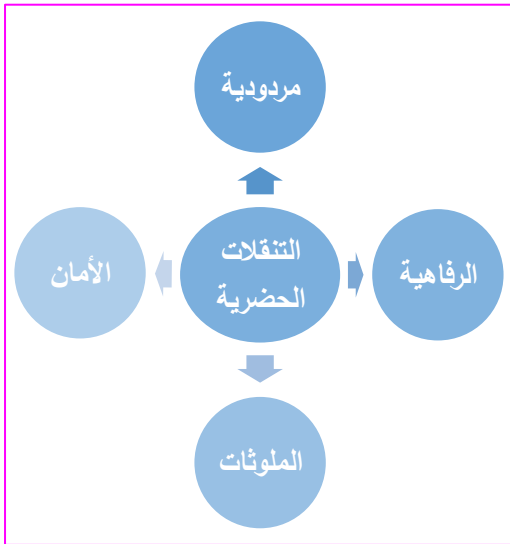 مردودية
التنقلات
الحضرية
الرفاهية
الأمان
الملوثات